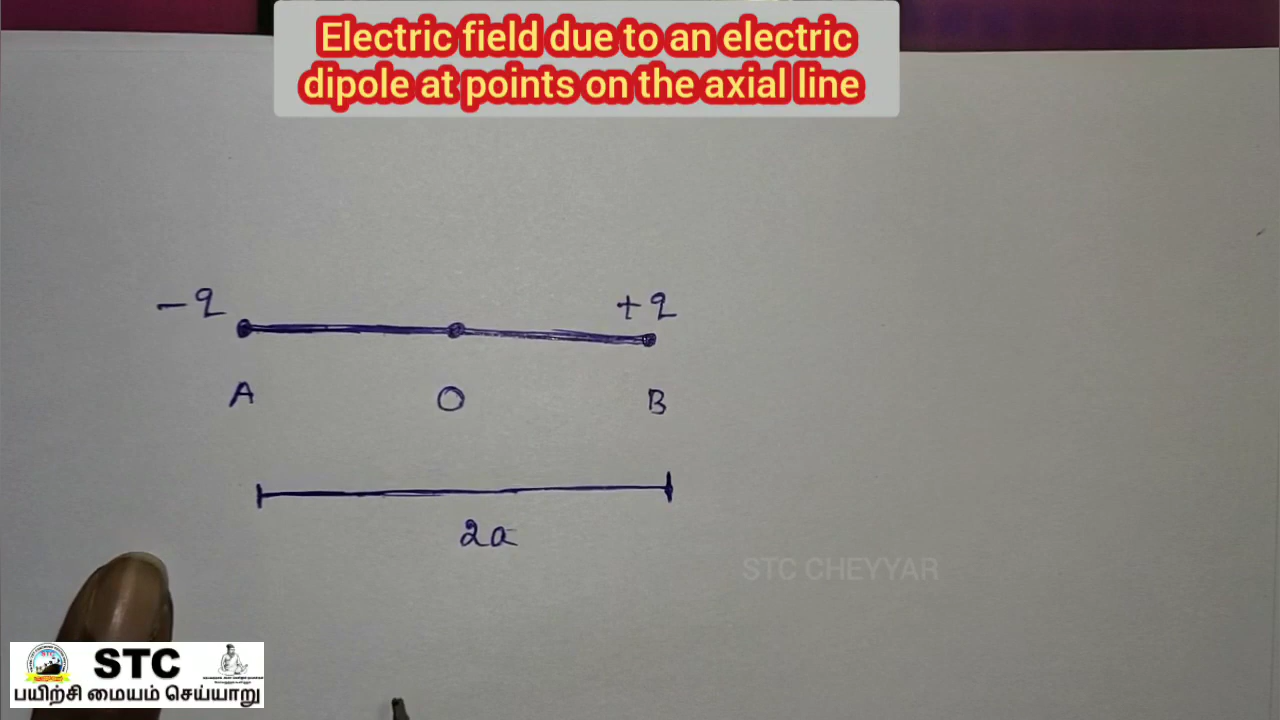 Electric field due to an electric
dipole at points on the axial line
-q +q
A O B
2a
STC CHEYYAR
STC
பயிற்சி மையம் செய்யாறு